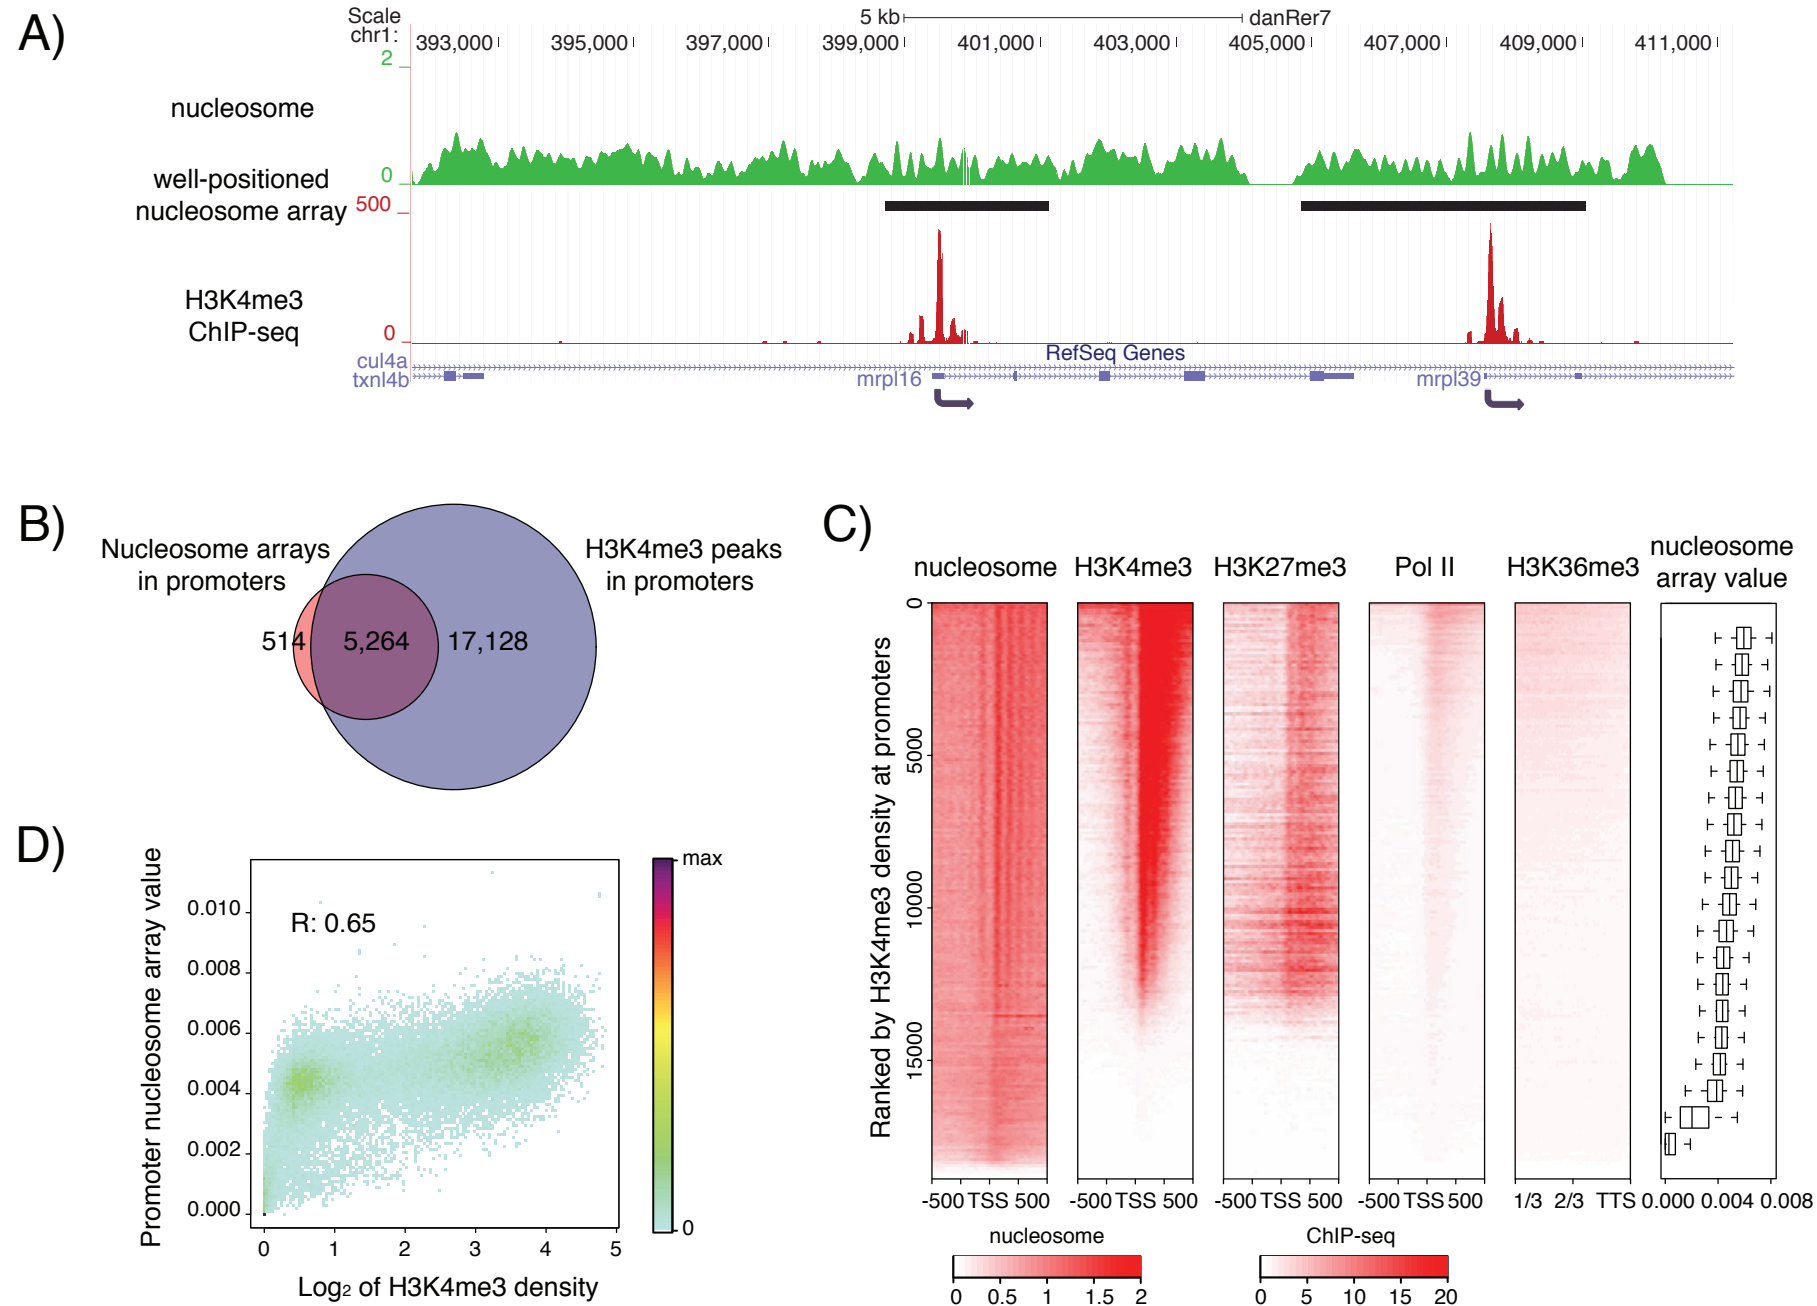 A)
Scale
chr1:
5 kb
danRer7
393,000
395,000
397,000
399,000
401,000
403,000
405,000
407,000
409,000
411,000
2
nucleosome
0
well-positioned
nucleosome array
500
H3K4me3
ChIP-seq
0
RefSeq Genes
cul4a
txnl4b
mrpl16
mrpl39
B)
Nucleosome arrays
in promoters
H3K4me3 peaks
in promoters
514
5,264
17,128
C)
nucleosome
H3K4me3
H3K27me3
Pol II
H3K36me3
nucleosome
array value
Ranked by H3K4me3 density at promoters
0
5000
10000
15000
-500 TSS 500
-500 TSS 500
-500 TSS 500
-500 TSS 500
1/3 2/3 TTS
0.000 0.004 0.008
nucleosome
0 0.5 1 1.5 2
ChIP-seq
0 5 10 15 20
D)
Promoter nucleosome array value
0.010
0.008
0.006
0.004
0.002
0.000
R: 0.65
max
0
0 1 2 3 4 5
Log2 of H3K4me3 density